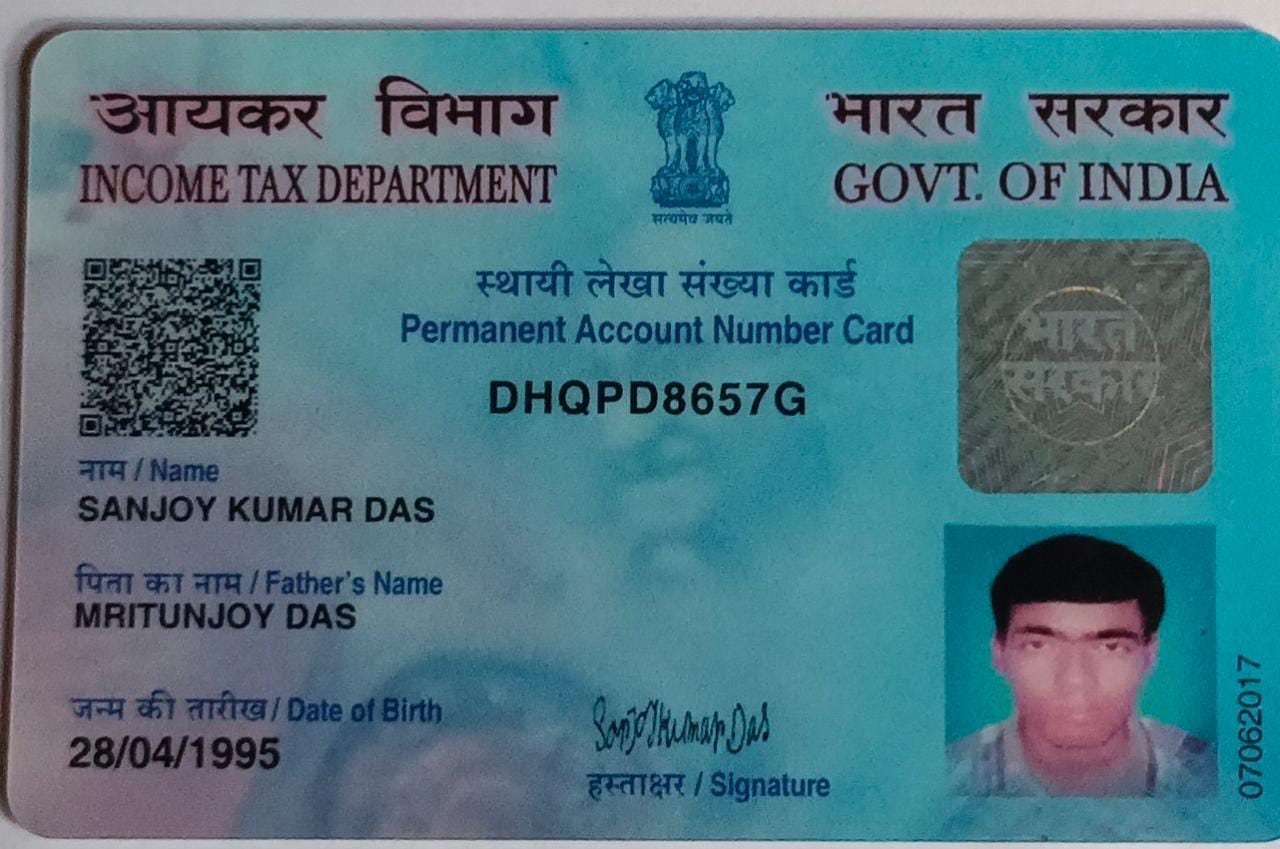 आयकर विभाग
INCOME TAX DEPARTMENT
सत्यमेव जयते
भारत सरकार
GOVT. OF INDIA
स्थायी लेखा संख्या कार्ड
Permanent Account Number Card
DHQPD8657G
भारत
सरकार
नाम / Name
SANJOY KUMAR DAS
पिता का नाम / Father's Name
MRITUNJOY DAS
जन्म की तारीख / Date of Birth
28/04/1995
Sanjoy Kumar Das
हस्ताक्षर / Signature
07062017